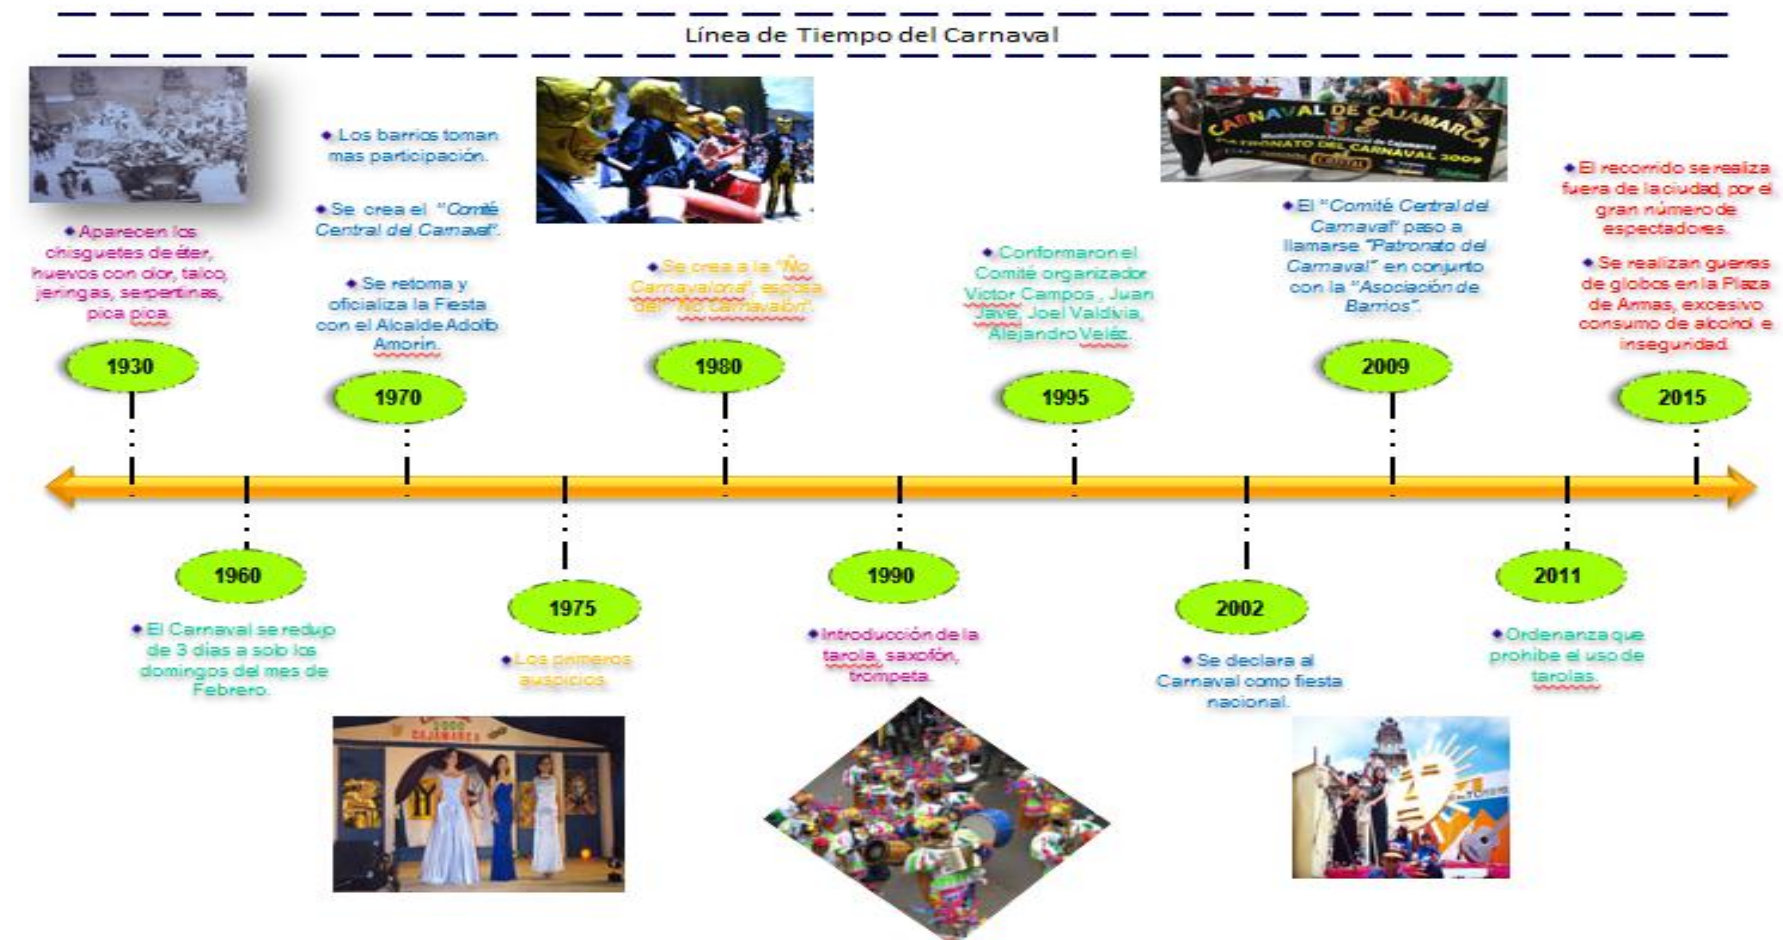 Línea de Tiempo del Carnaval
Aparecen los
chisguetes de éter,
huevos con olor, talco,
jeringas, serpentinas,
pica pica.
1930
Los barrios toman
mas participación.
Se crea el "Comité
Central del Carnaval".
Se retoma y
oficializa la Fiesta
con el Alcalde Adolfo
Amorín.
1970
Se crea a la "Ño
Carnavalona", esposa
del "Ño Carnavalón".
1980
Conformaron el
Comité organizador
Victor Campos , Juan
Jave, Joel Valdivia,
Alejandro Veléz.
1995
CARNAVAL DE CAJAMARCA
Municipalidad Provincial de Cajamarca
PATRONATO DEL CARNAVAL 2009
El "Comité Central del
Carnaval" paso a
llamarse "Patronato del
Carnaval" en conjunto
con la "Asociación de
Barrios".
2009
El recorrido se realiza
fuera de la ciudad, por el
gran número de
espectadores.
Se realizan guerras
de globos en la Plaza
de Armas, excesivo
consumo de alcohol e
inseguridad.
2015
1960
El Carnaval se redujo
de 3 días a solo los
domingos del mes de
Febrero.
1975
Los primeros
auspicios.
2000
CAJAMARCA
1990
Introducción de la
tarola, saxofón,
trompeta.
2002
Se declara al
Carnaval como fiesta
nacional.
2011
Ordenanza que
prohíbe el uso de
tarolas.